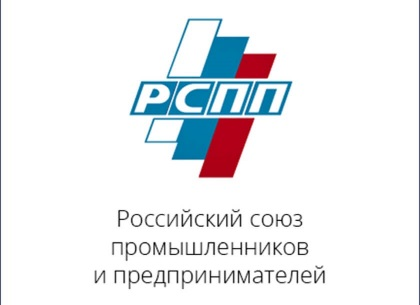 РСПП
Российский союз
промышленников
и предпринимателей